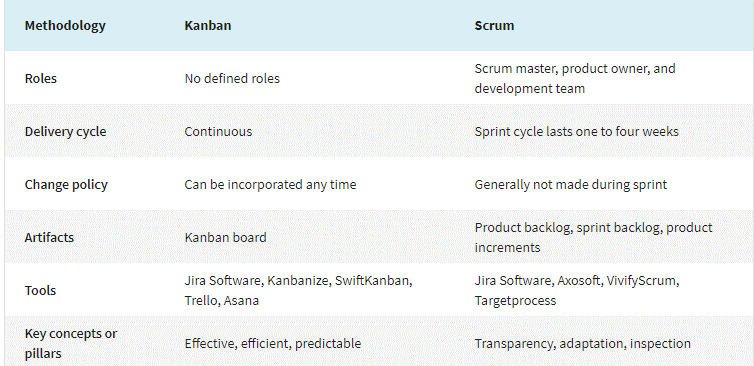 Methodology Kanban Scrum
Roles No defined roles Scrum master, product owner, and
development team
Delivery cycle Continuous Sprint cycle lasts one to four weeks
Change policy Can be incorporated any time Generally not made during sprint
Artifacts Kanban board Product backlog, sprint backlog, product
increments
Tools Jira Software, Kanbanize, SwiftKanban,
Trello, Asana Jira Software, Axosoft, VivifyScrum,
Targetprocess
Key concepts or
pillars Effective, efficient, predictable Transparency, adaptation, inspection